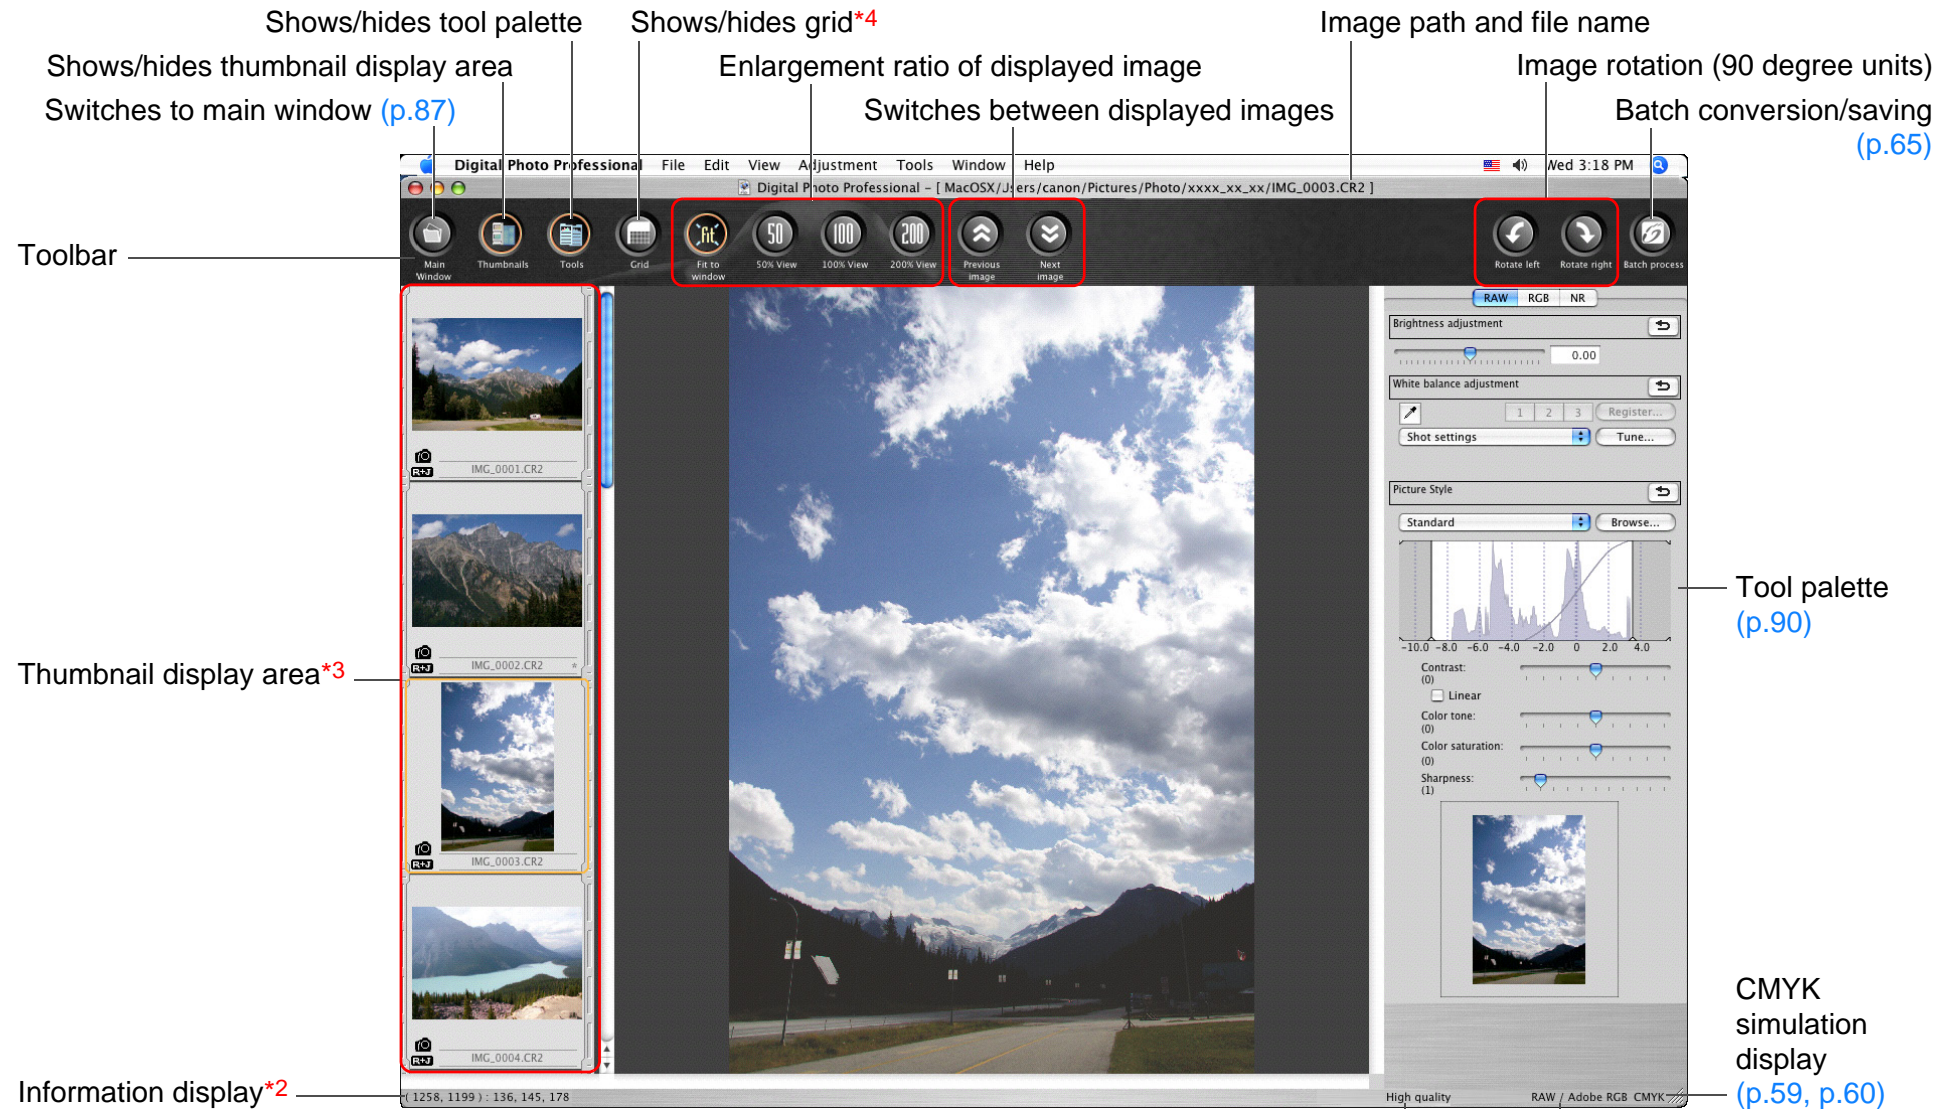 Shows/hides tool palette
Shows/hides grid*4
Image path and file name
Shows/hides thumbnail display area
Enlargement ratio of displayed image
Image rotation (90 degree units)
Switches to main window (p.87)
Switches between displayed images
Batch conversion/saving
(p.65)
Digital Photo Professional File Edit View Adjustment Tools Window Help
Wed 3:18 PM
Digital Photo Professional – [ MacOSX/Users/canon/Pictures/Photo/xxxx_xx_xx/IMG_0003.CR2 ]
Toolbar
fit 50 100 200
Main Window
Thumbnails
Tools
Grid
Fit to window
50% View
100% View
200% View
Previous image
Next image
Rotate left
Rotate right
Batch process
RAW RGB NR
Brightness adjustment
0.00
White balance adjustment
1 2 3 Register...
Shot settings
Tune...
Picture Style
Standard
Browse...
-10.0 -8.0 -6.0 -4.0 -2.0 0 2.0 4.0
Tool palette
(p.90)
Contrast:
(0)
Linear
Color tone:
(0)
Color saturation:
(0)
Sharpness:
(1)
R+J
IMG_0001.CR2
R+J
IMG_0002.CR2 *
Thumbnail display area*3
R+J
IMG_0003.CR2
R+J
IMG_0004.CR2
CMYK
simulation
display
(p.59, p.60)
Information display*2
( 1258, 1199 ) : 136, 145, 178
High quality
RAW / Adobe RGB CMYK